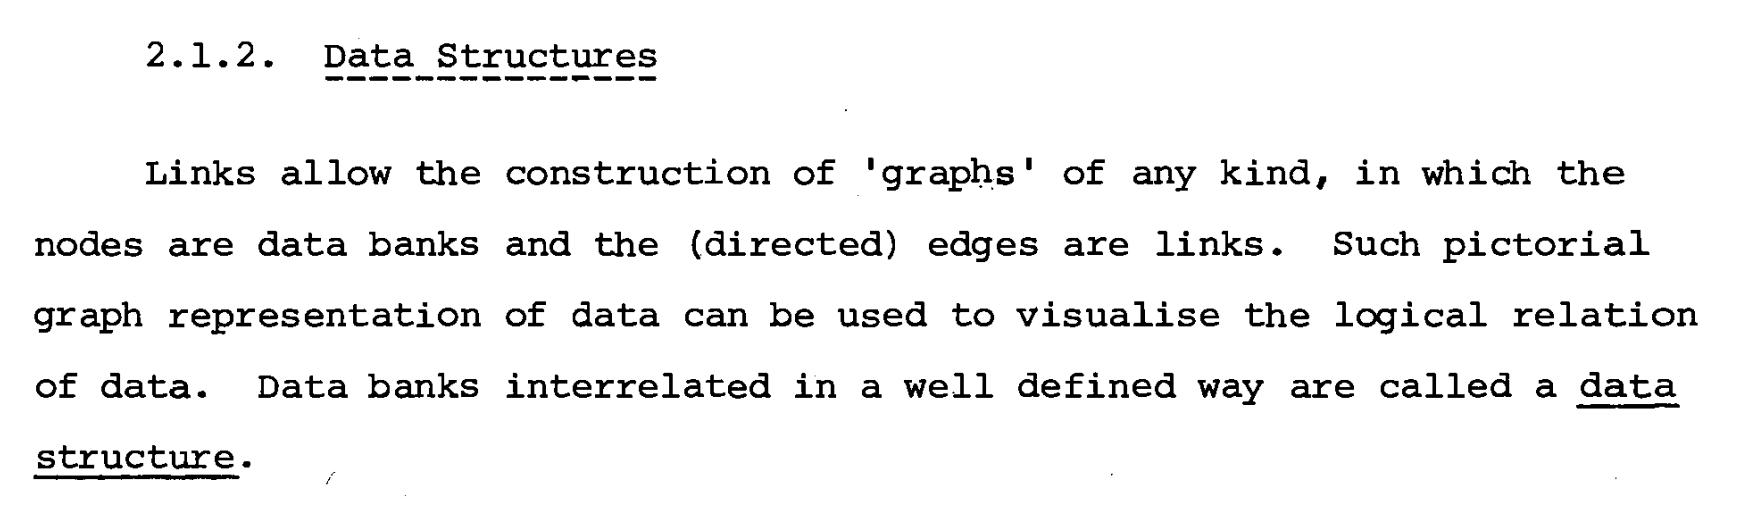 2.1.2. Data Structures
Links allow the construction of 'graphs' of any kind, in which the
nodes are data banks and the (directed) edges are links. Such pictorial
graph representation of data can be used to visualise the logical relation
of data. Data banks interrelated in a well defined way are called a data
structure.